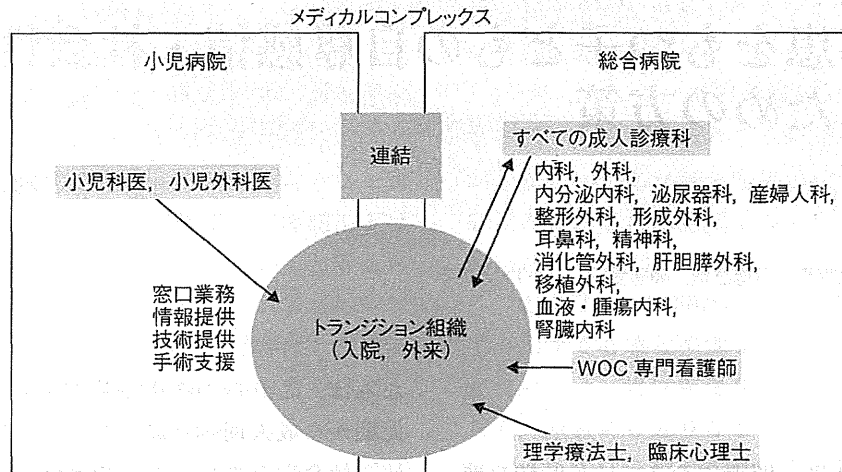 メディカルコンプレックス
小児病院
総合病院
連結
小児科医，小児外科医
すべての成人診療科
内科，外科，
内分泌内科，泌尿器科，産婦人科，
整形外科，形成外科，
耳鼻科，精神科，
消化管外科，肝胆膵外科，
移植外科，
血液・腫瘍内科，
腎臓内科
窓口業務
情報提供
技術提供
手術支援
トランジション組織
（入院，外来）
WOC 専門看護師
理学療法士，臨床心理士